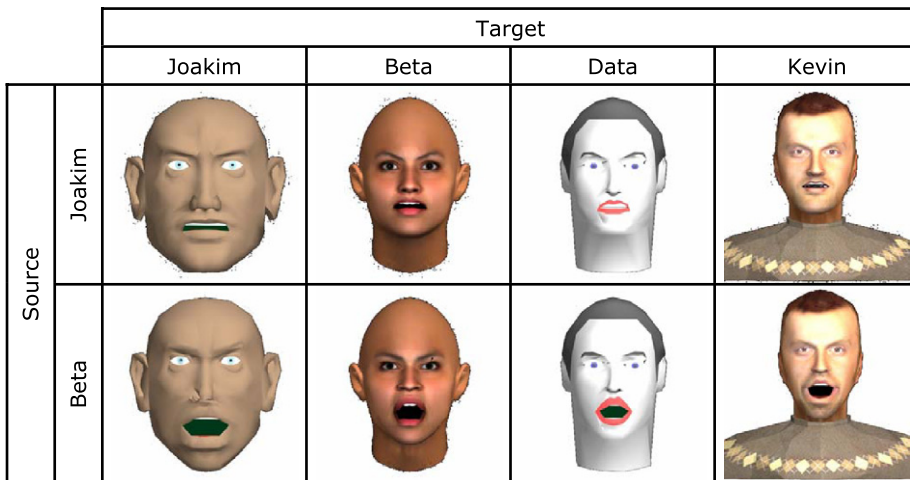 Target
Joakim Beta Data Kevin
Source
Joakim
Beta